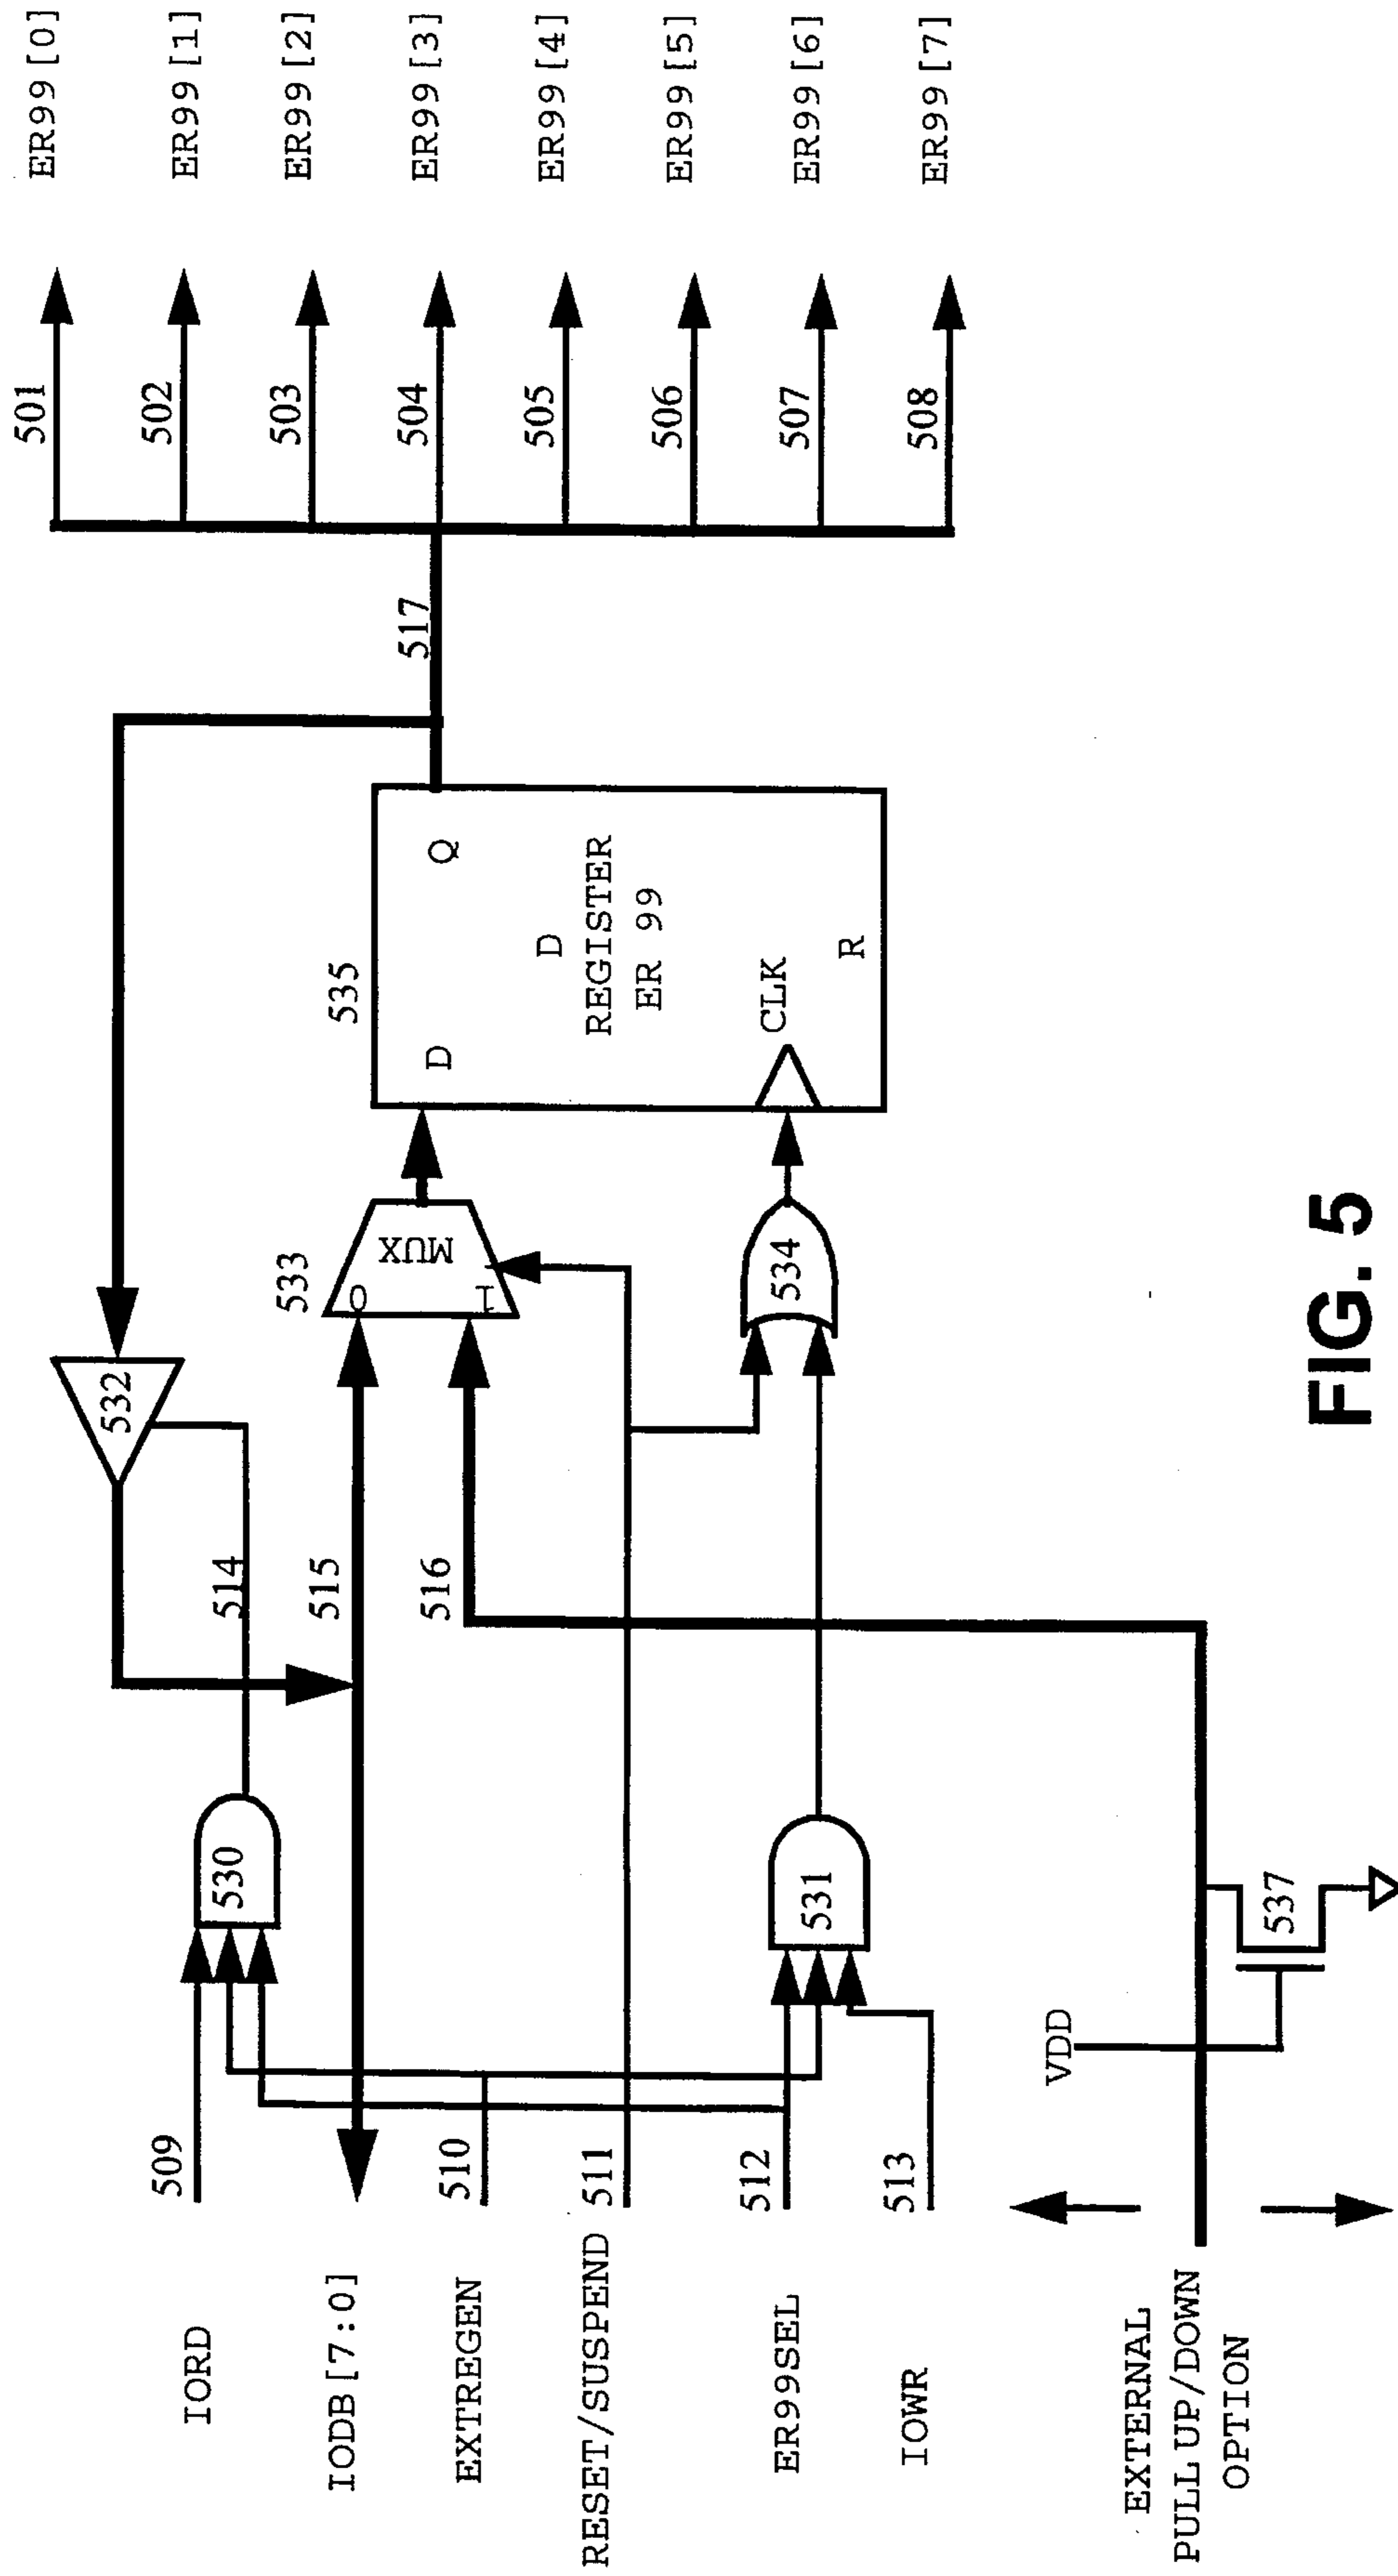 IORD
509
IODB[7:0]
EXTREGEN
510
RESET/SUSPEND
511
ER99SEL
512
IOWR
513
EXTERNAL
PULL UP/DOWN
OPTION
VDD
537
530
531
514
515
516
532
533
0
MUX
1
534
535
D
Q
D
REGISTER
ER 99
CLK
R
517
501
ER99[0]
502
ER99[1]
503
ER99[2]
504
ER99[3]
505
ER99[4]
506
ER99[5]
507
ER99[6]
508
ER99[7]
FIG. 5